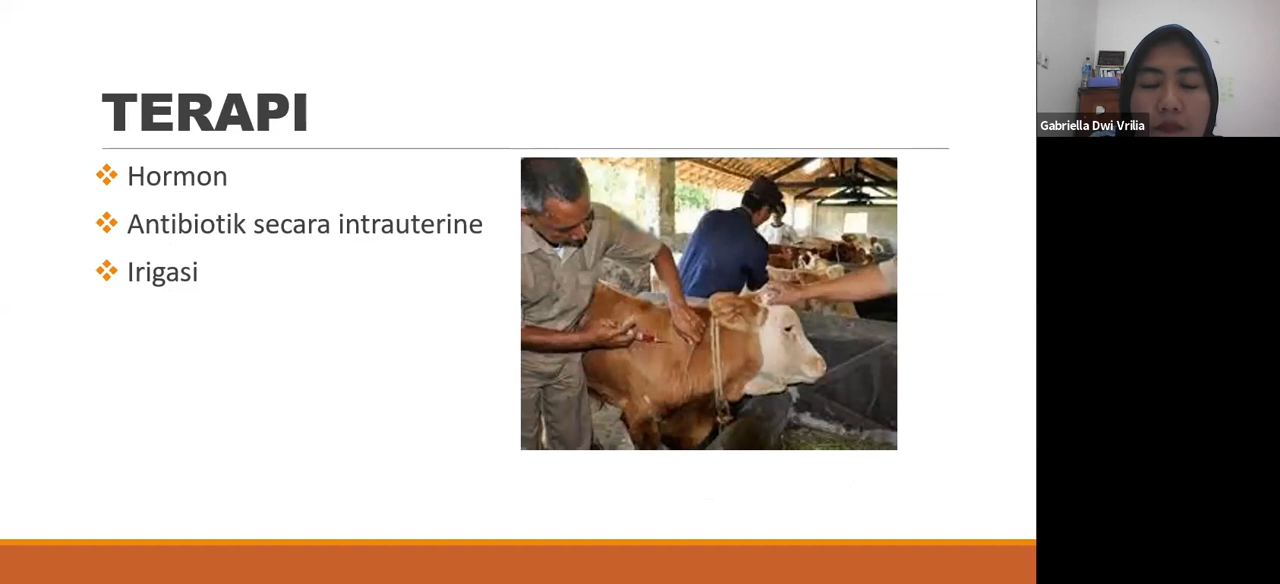 TERAPI
Hormon
Antibiotik secara intrauterine
Irigasi
Gabriella Dwi Vrilia